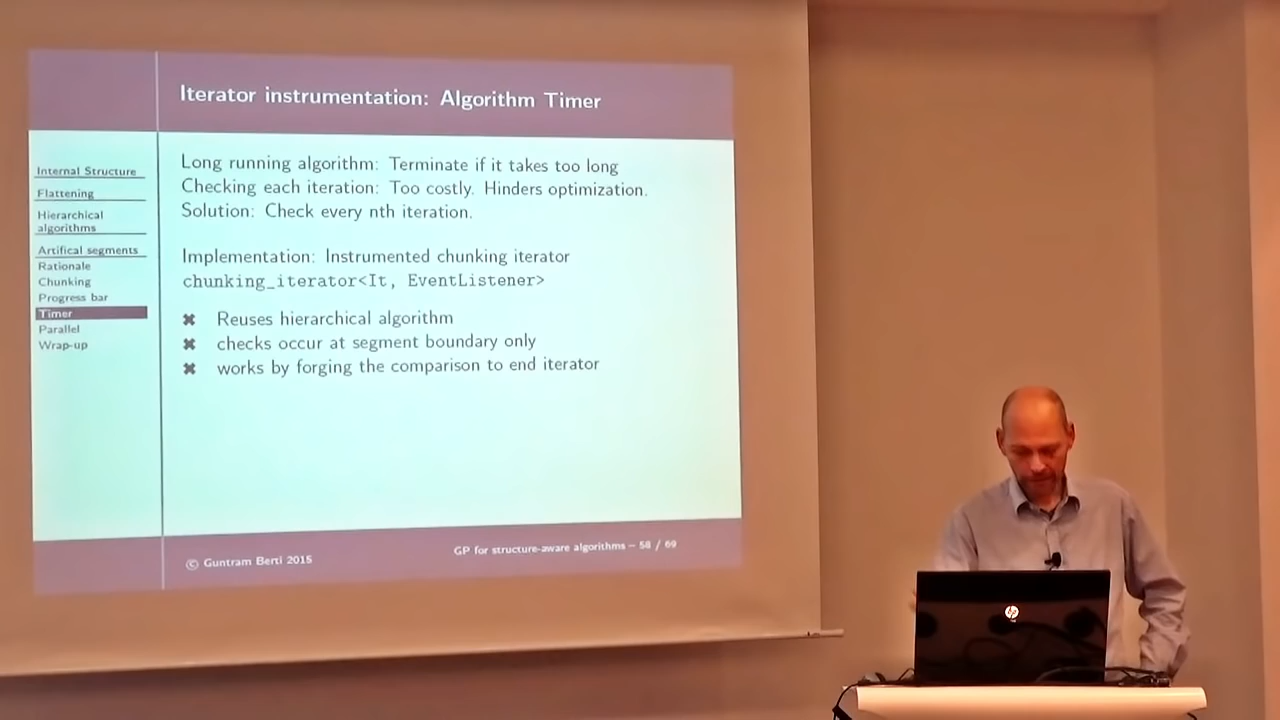 Iterator instrumentation: Algorithm Timer
Internal Structure
Flattening
Hierarchical
algorithms
Artifical segments
Rationale
Chunking
Progress bar
Timer
Parallel
Wrap-up
Long running algorithm: Terminate if it takes too long
Checking each iteration: Too costly. Hinders optimization.
Solution: Check every nth iteration.
Implementation: Instrumented chunking iterator
chunking_iterator<It, EventListener>
✖ Reuses hierarchical algorithm
✖ checks occur at segment boundary only
✖ works by forging the comparison to end iterator
© Guntram Berti 2015
GP for structure-aware algorithms – 58 / 69
hp